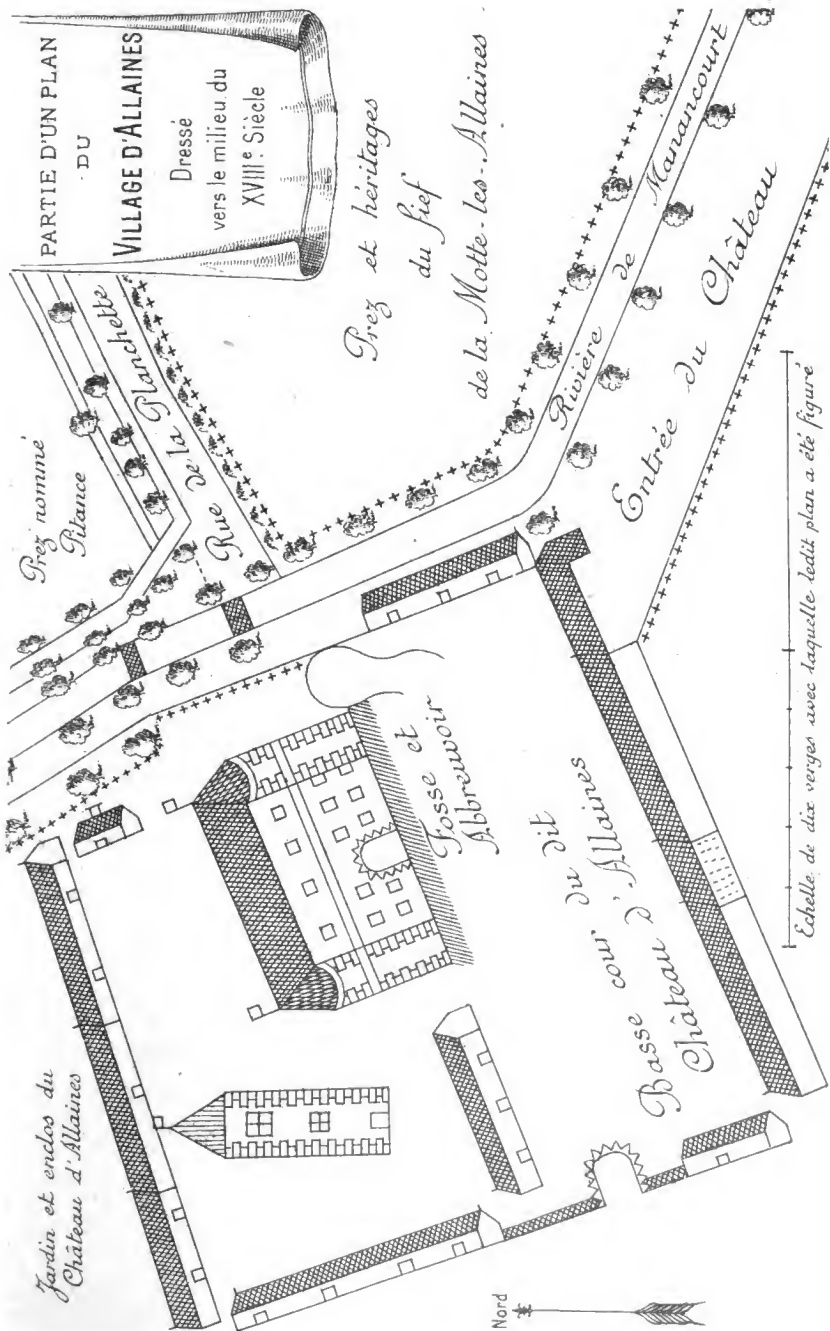 PARTIE D'UN PLAN
DU
VILLAGE D'ALLAINES
Dressé
vers le milieu du
XVIIIe. Siècle
Prez nommé
Pitance
Rue de la Planchette
Prez et héritages
du fief
de la Motte-les-Allaines
Rivière de Manancourt
Entrée du Château
Jardin et enclos du
Château d'Allaines
Fosse et
Abbreuvoir
Basse cour du dit
Château d'Allaines
Nord
Echelle de dix verges avec laquelle ledit plan a été figuré